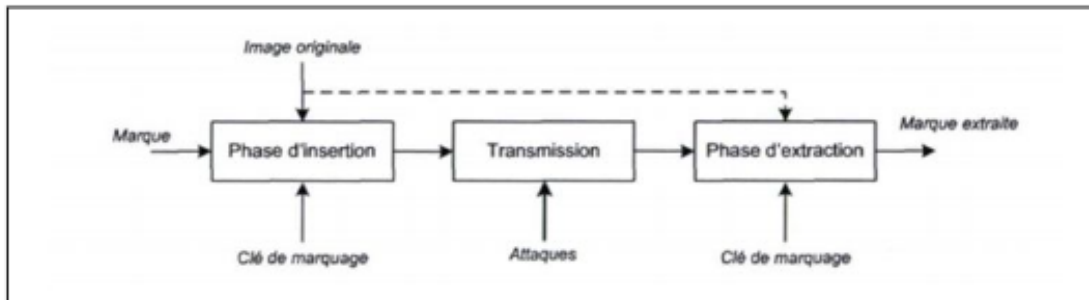 Image originale
Marque
Phase d'insertion
Transmission
Phase d'extraction
Marque extraite
Clé de marquage
Attaques
Clé de marquage